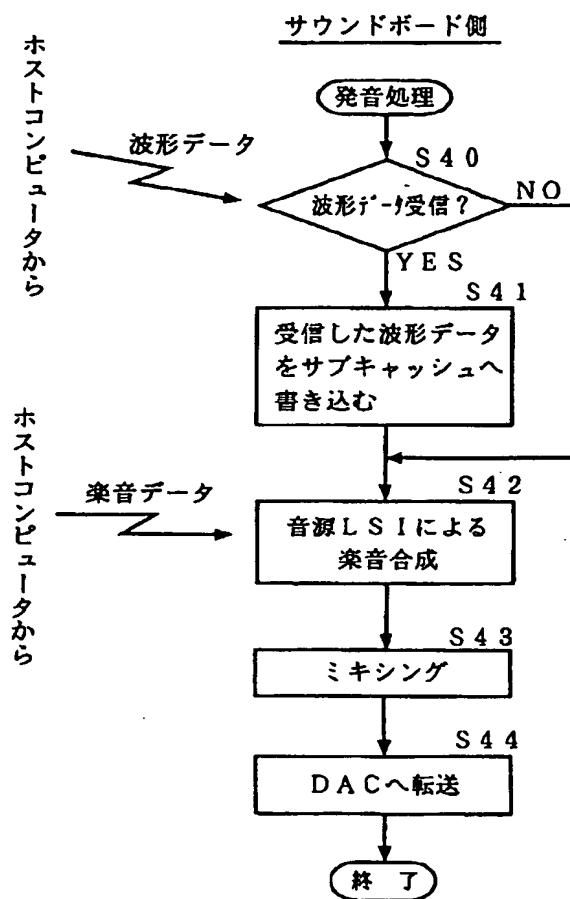 サウンドボード側
ホストコンピュータから
発音処理
波形データ
S40
波形データ受信?
NO
YES
S41
受信した波形データ
をサブキャッシュへ
書き込む
ホストコンピュータから
楽音データ
S42
音源LSIによる
楽音合成
S43
ミキシング
S44
DACへ転送
終 了